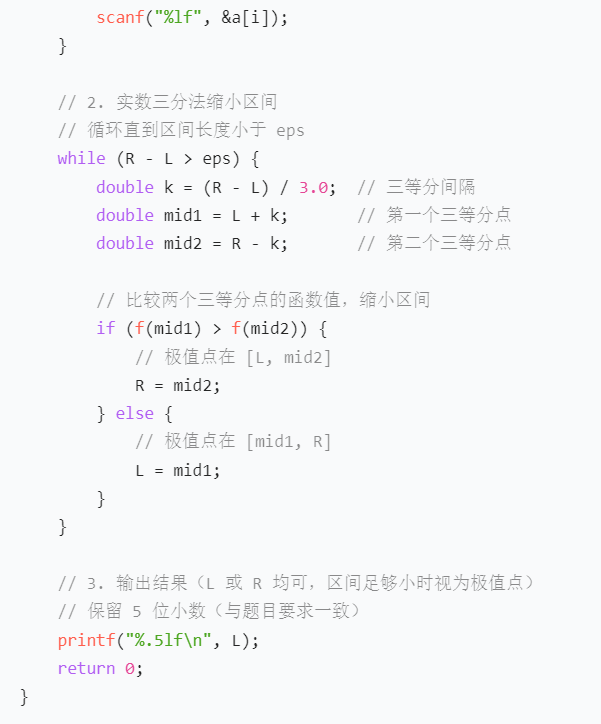 scanf("%lf", &a[i]);
}
// 2. 实数三分法缩小区间
// 循环直到区间长度小于 eps
while (R - L > eps) {
double k = (R - L) / 3.0;  // 三等分间隔
double mid1 = L + k;       // 第一个三等分点
double mid2 = R - k;       // 第二个三等分点
// 比较两个三等分点的函数值，缩小区间
if (f(mid1) > f(mid2)) {
// 极值点在 [L, mid2]
R = mid2;
} else {
// 极值点在 [mid1, R]
L = mid1;
}
}
// 3. 输出结果（L 或 R 均可，区间足够小时视为极值点）
// 保留 5 位小数（与题目要求一致）
printf("%.5lf\n", L);
return 0;
}